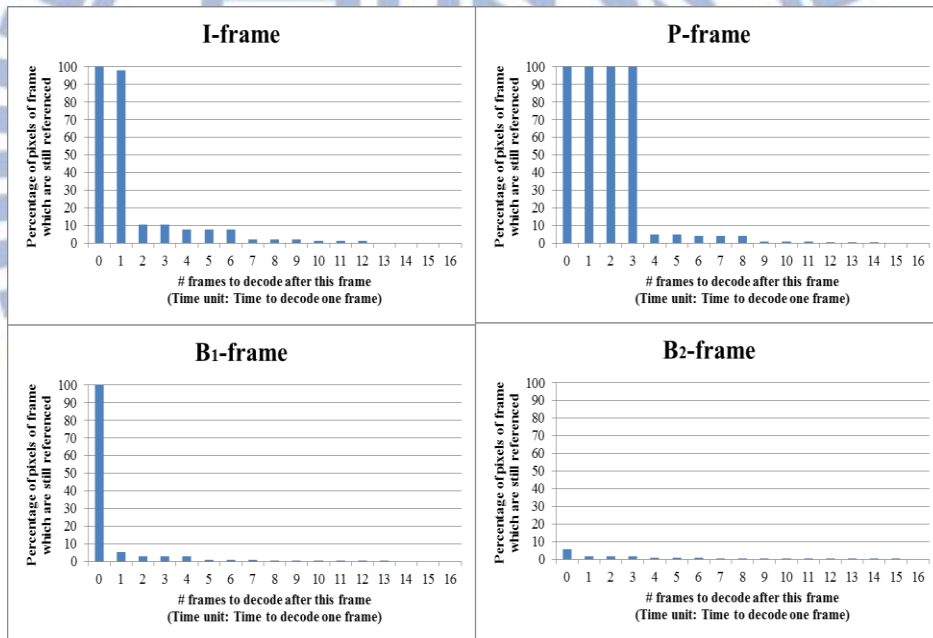 I-frame
Percentage of pixels of frame
which are still referenced
100
90
80
70
60
50
40
30
20
10
0
0 1 2 3 4 5 6 7 8 9 10 11 12 13 14 15 16
# frames to decode after this frame
(Time unit: Time to decode one frame)
P-frame
Percentage of pixels of frame
which are still referenced
100
90
80
70
60
50
40
30
20
10
0
0 1 2 3 4 5 6 7 8 9 10 11 12 13 14 15 16
# frames to decode after this frame
(Time unit: Time to decode one frame)
B1-frame
Percentage of pixels of frame
which are still referenced
100
90
80
70
60
50
40
30
20
10
0
0 1 2 3 4 5 6 7 8 9 10 11 12 13 14 15 16
# frames to decode after this frame
(Time unit: Time to decode one frame)
B2-frame
Percentage of pixels of frame
which are still referenced
100
90
80
70
60
50
40
30
20
10
0
0 1 2 3 4 5 6 7 8 9 10 11 12 13 14 15 16
# frames to decode after this frame
(Time unit: Time to decode one frame)